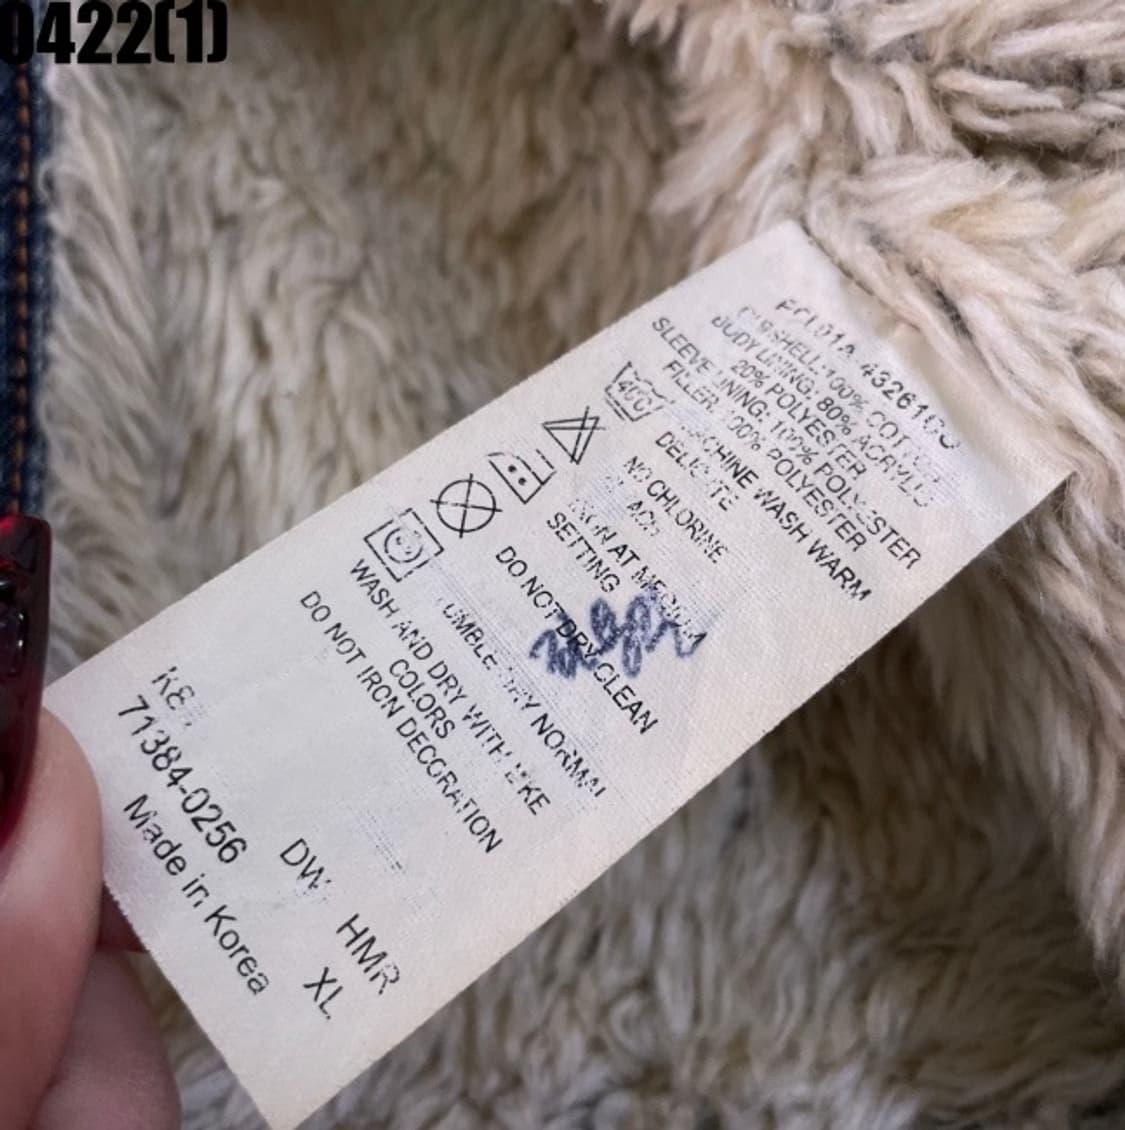 0422(1)
SHELL: 100%
BODY LINING: 80% ACRYLIC
20% POLYESTER
SLEEVE LINING: 100% POLYESTER
FILLER: 100% POLYESTER
40C
MACHINE WASH WARM
DELICATE
NO CHLORINE
IRON AT MEDIUM
SETTING
DO NOT DRY CLEAN
TUMBLE DRY NORMAL
WASH AND DRY WITH LIKE
COLORS
DO NOT IRON DECORATION
71384-0256 DW HMR
Made in Korea XL